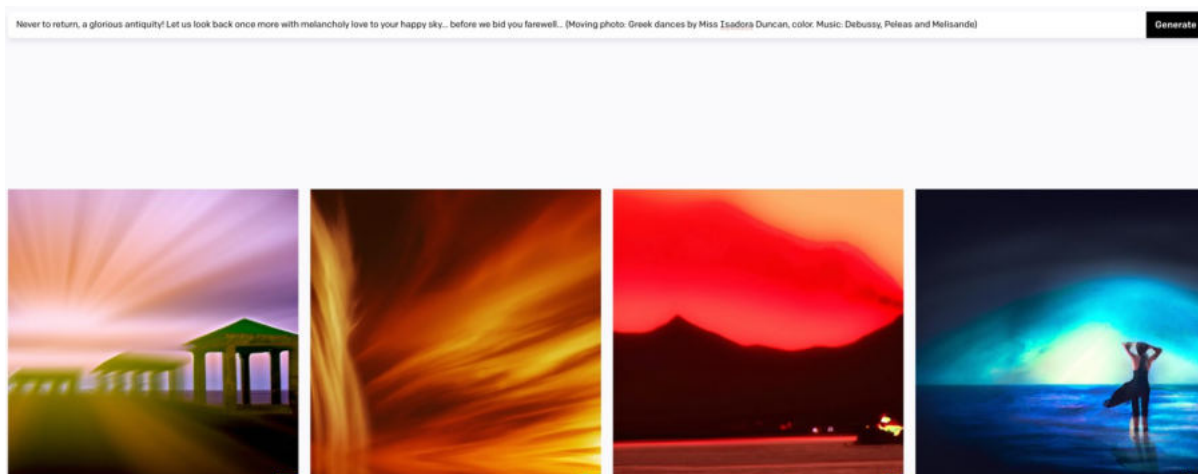 Never to return, a glorious antiquity! Let us look back once more with melancholy love to your happy sky... before we bid you farewell... (Moving photo: Greek dances by Miss Isadora Duncan, color. Music: Debussy, Peleas and Melisande)
Generate